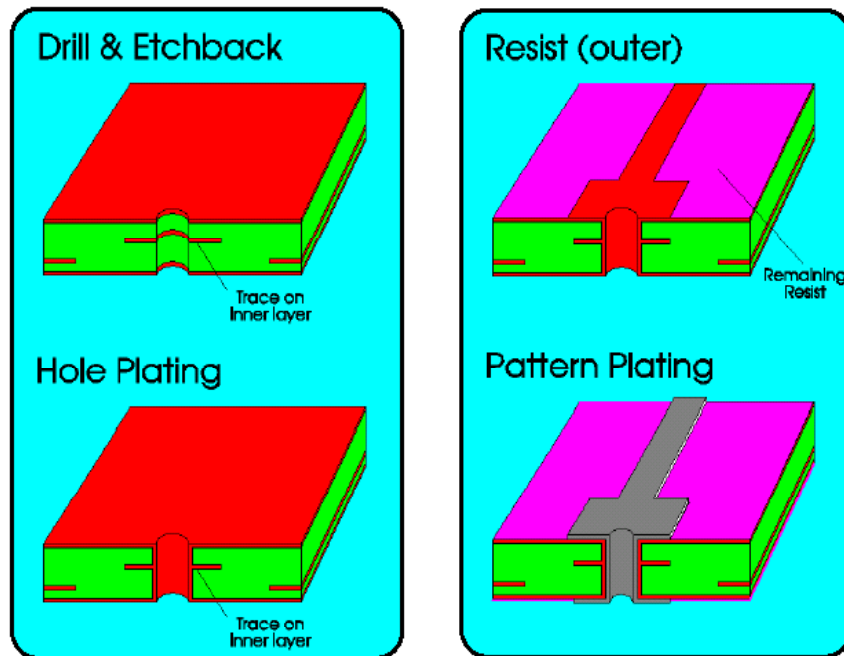 Drill & Etchback
Trace on
Inner layer
Hole Plating
Trace on
Inner layer
Resist (outer)
Remaining
Resist
Pattern Plating